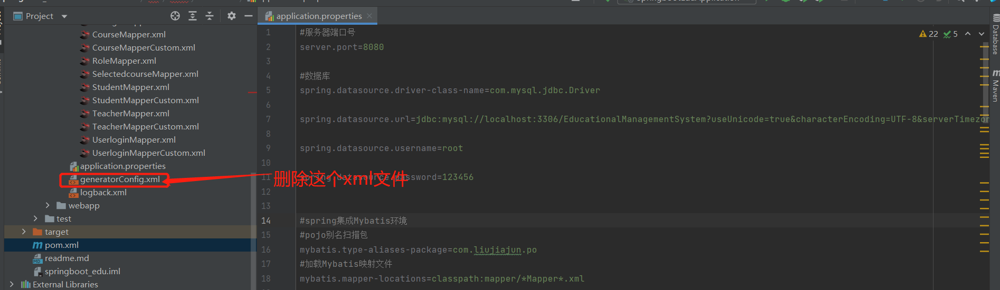 Project
CourseMapper.xml
CourseMapperCustom.xml
RoleMapper.xml
SelectedcourseMapper.xml
StudentMapper.xml
StudentMapperCustom.xml
TeacherMapper.xml
TeacherMapperCustom.xml
UserloginMapper.xml
UserloginMapperCustom.xml
application.properties
generatorConfig.xml
logback.xml
webapp
test
target
pom.xml
readme.md
springboot_edu.iml
External Libraries
删除这个xml文件
application.properties
22 5
1 #服务器端口号
2 server.port=8080
3
4 #数据库
5 spring.datasource.driver-class-name=com.mysql.jdbc.Driver
6
7 spring.datasource.url=jdbc:mysql://localhost:3306/EducationalManagementSystem?useUnicode=true&characterEncoding=UTF-8&serverTimezon
8
9 spring.datasource.username=root
10
11 spring.datasource.password=123456
12
13
14 #spring集成Mybatis环境
15 #pojo别名扫描包
16 mybatis.type-aliases-package=com.liujiajun.po
17 #加载Mybatis映射文件
18 mybatis.mapper-locations=classpath:mapper/*Mapper*.xml
Database
Maven